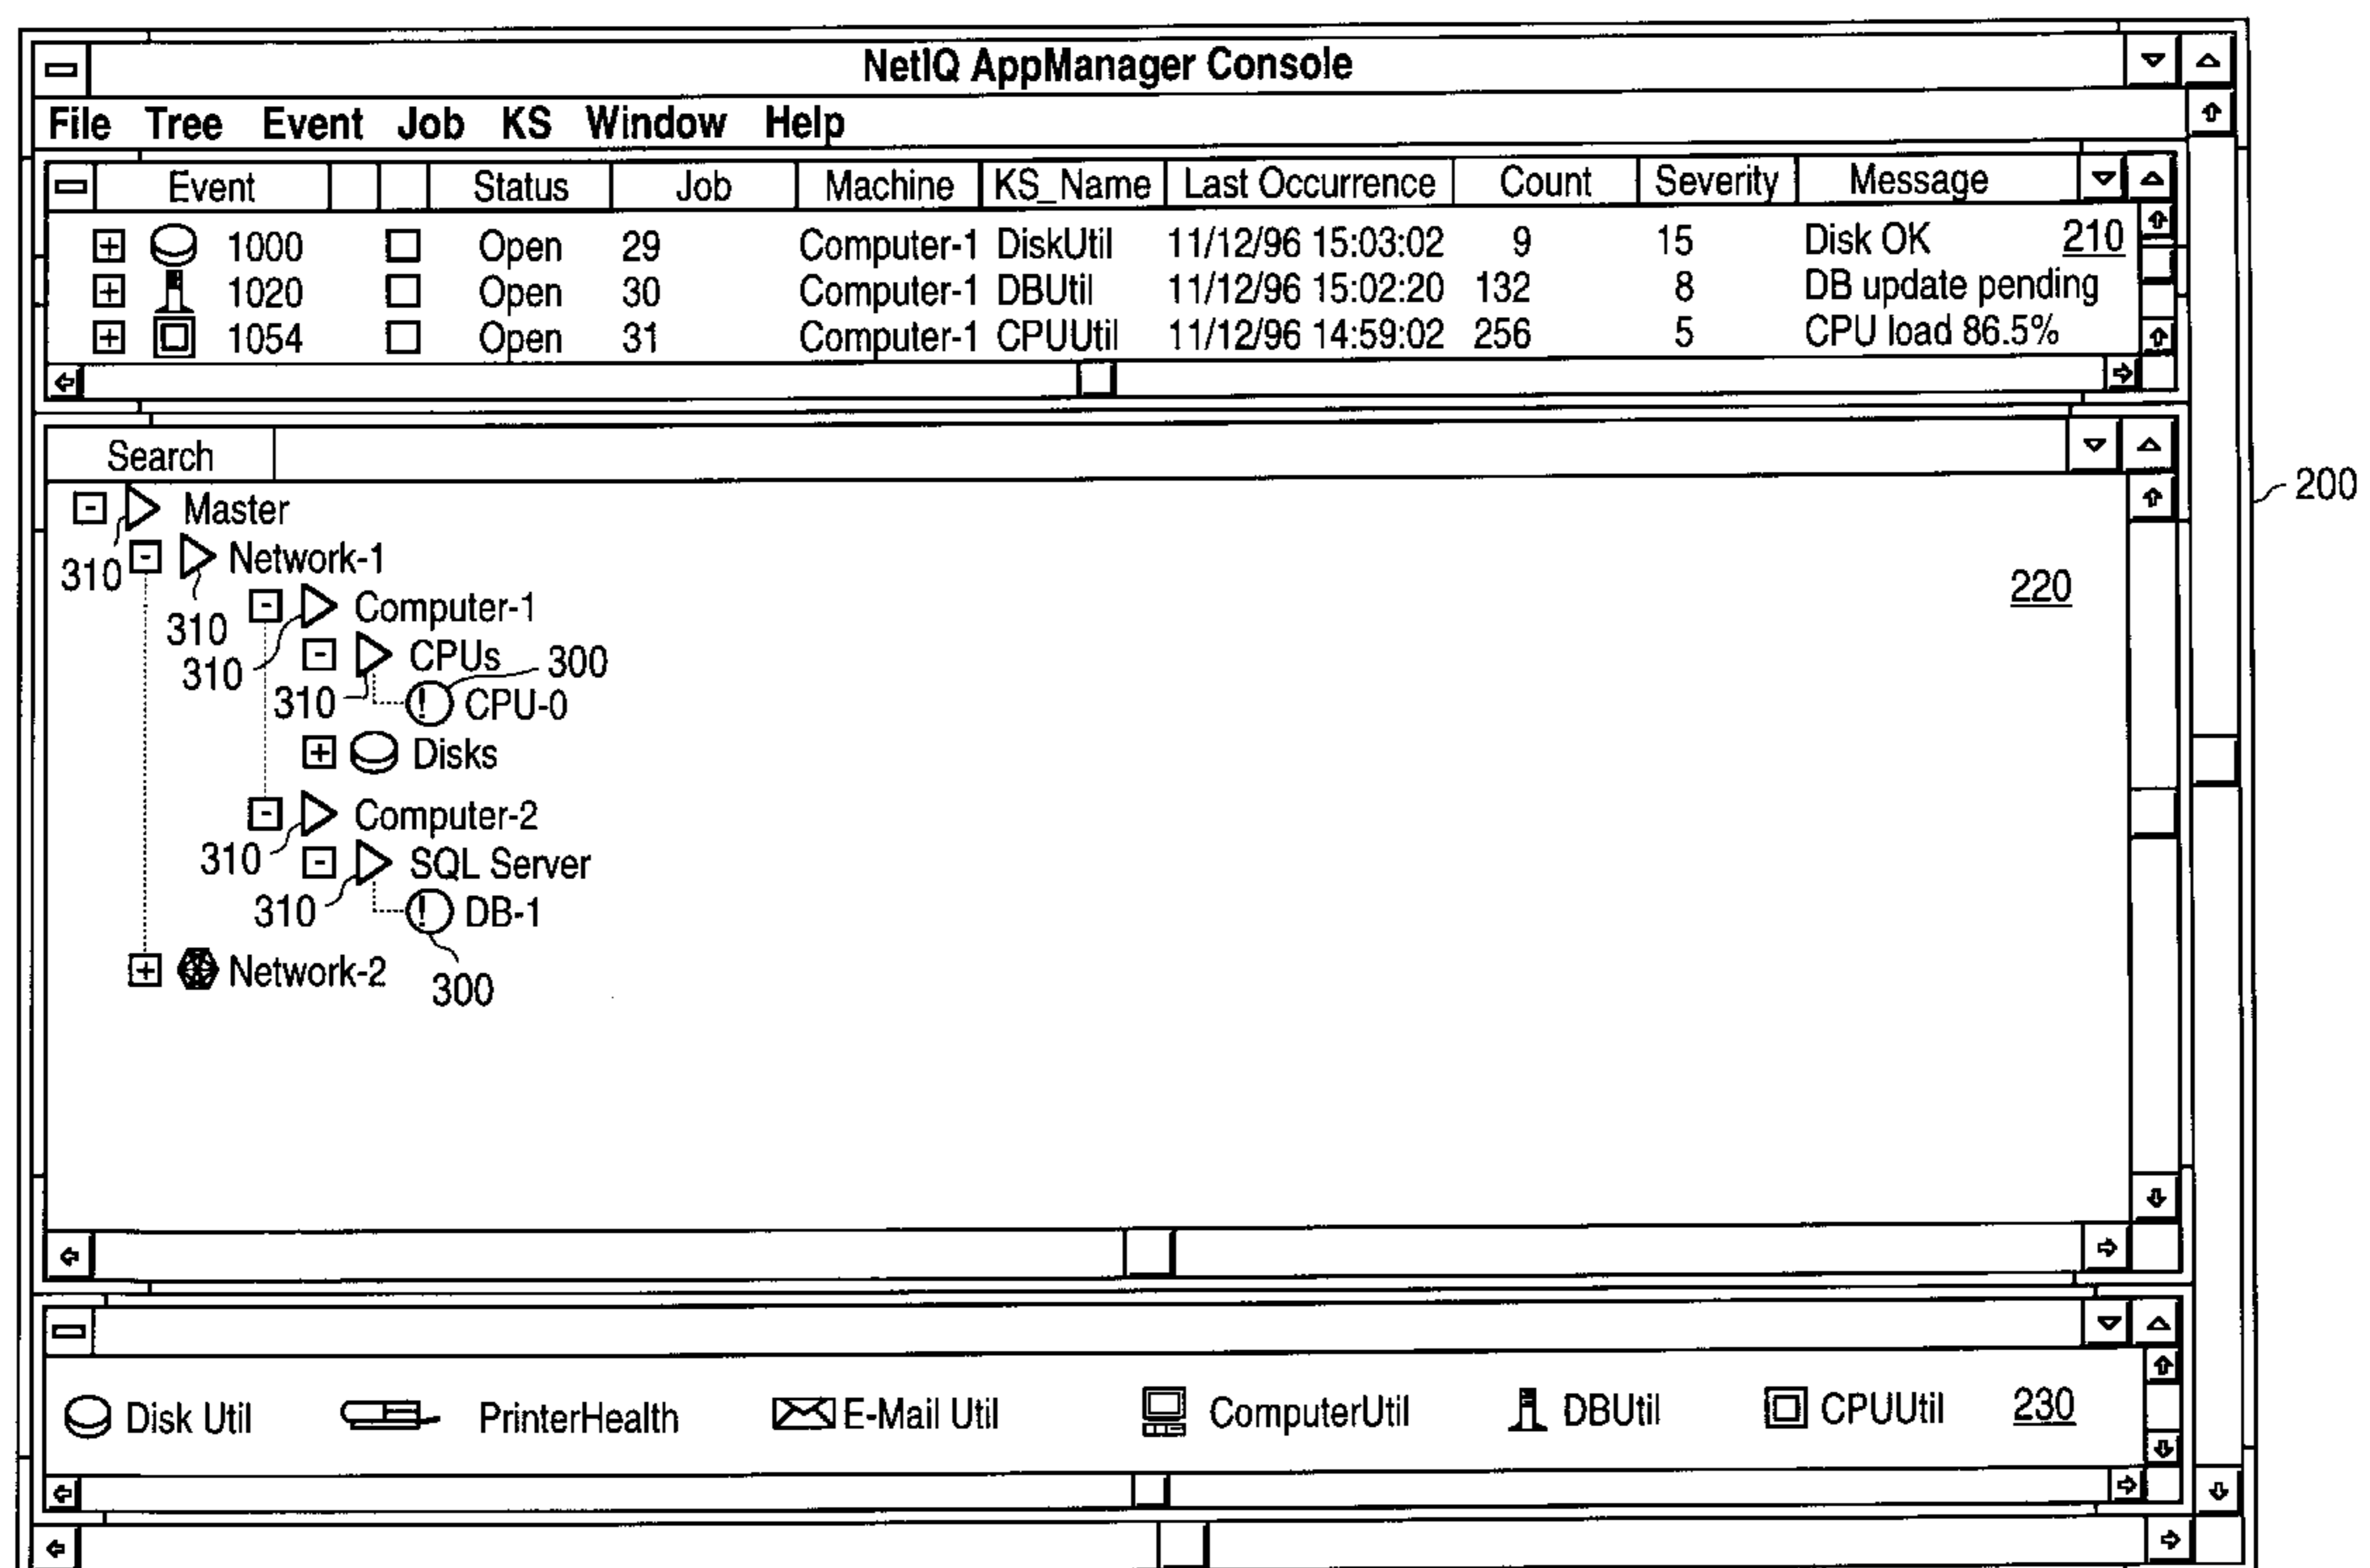 NetIQ AppManager Console
File Tree Event Job KS Window Help
Event Status Job Machine KS_Name Last Occurrence Count Severity Message
1000 Open 29 Computer-1 DiskUtil 11/12/96 15:03:02 9 15 Disk OK 210
1020 Open 30 Computer-1 DBUtil 11/12/96 15:02:20 132 8 DB update pending
1054 Open 31 Computer-1 CPUUtil 11/12/96 14:59:02 256 5 CPU load 86.5%
Search
200
Master
310
Network-1
220
310
Computer-1
310
CPUs 300
310
CPU-0
Disks
Computer-2
310
SQL Server
310
DB-1
Network-2
300
Disk Util PrinterHealth E-Mail Util ComputerUtil DBUtil CPUUtil 230